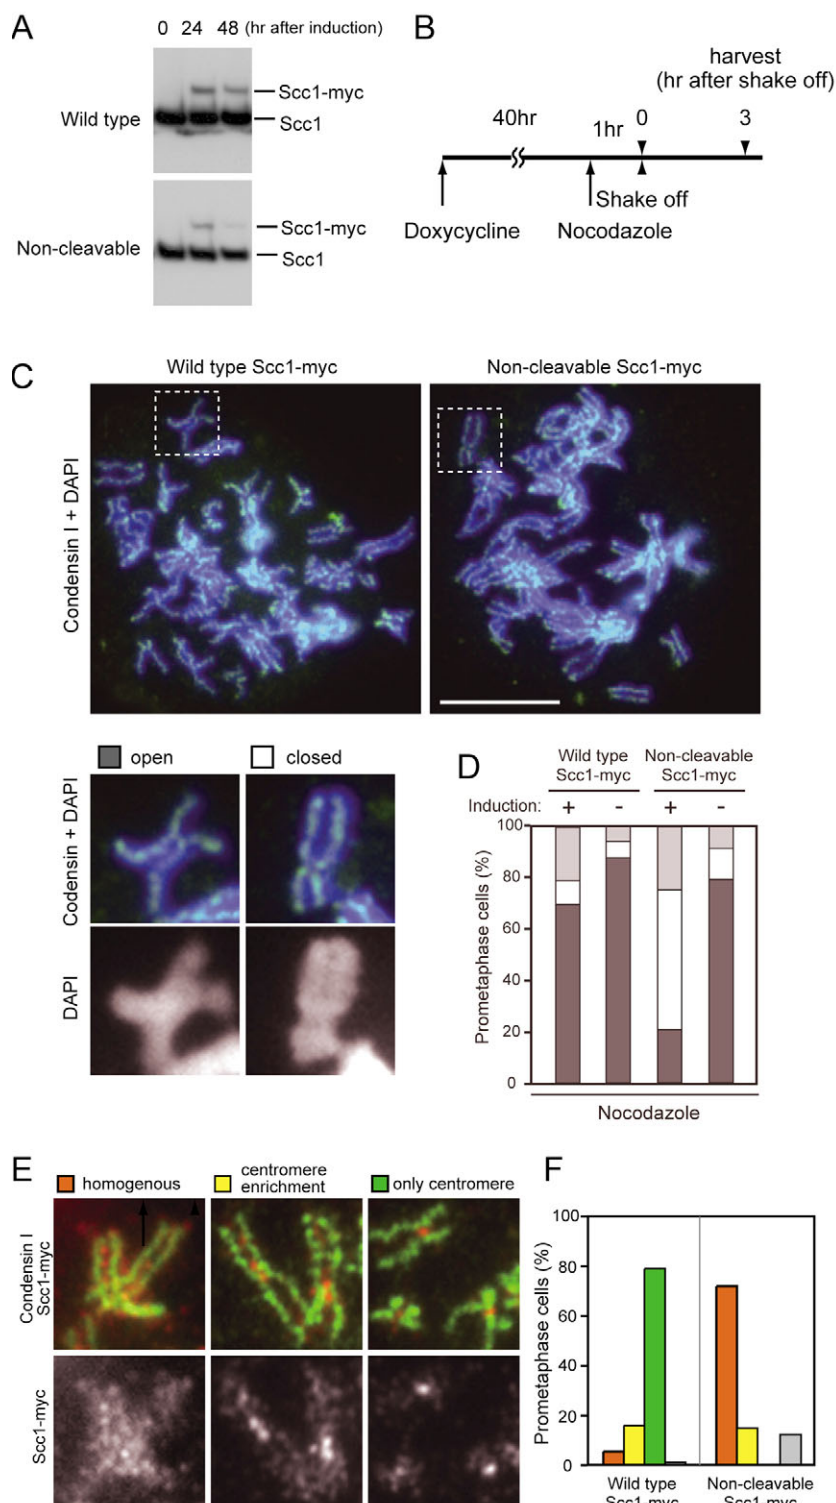 A
0 24 48 (hr after induction)
Wild type
Scc1-myc
Scc1
Non-cleavable
Scc1-myc
Scc1
B
harvest
(hr after shake off)
40hr
1hr
0
3
Shake off
Doxycycline
Nocodazole
C
Wild type Scc1-myc
Non-cleavable Scc1-myc
Condensin I + DAPI
open
closed
Codensin + DAPI
DAPI
D
Wild type
Scc1-myc
Non-cleavable
Scc1-myc
Induction: + - + -
Prometaphase cells (%)
100
80
60
40
20
0
Nocodazole
E
homogenous
centromere
enrichment
only centromere
Condensin I
Scc1-myc
Scc1-myc
F
Prometaphase cells (%)
100
80
60
40
20
0
Wild type
Scc1-myc
Non-cleavable
Scc1-myc